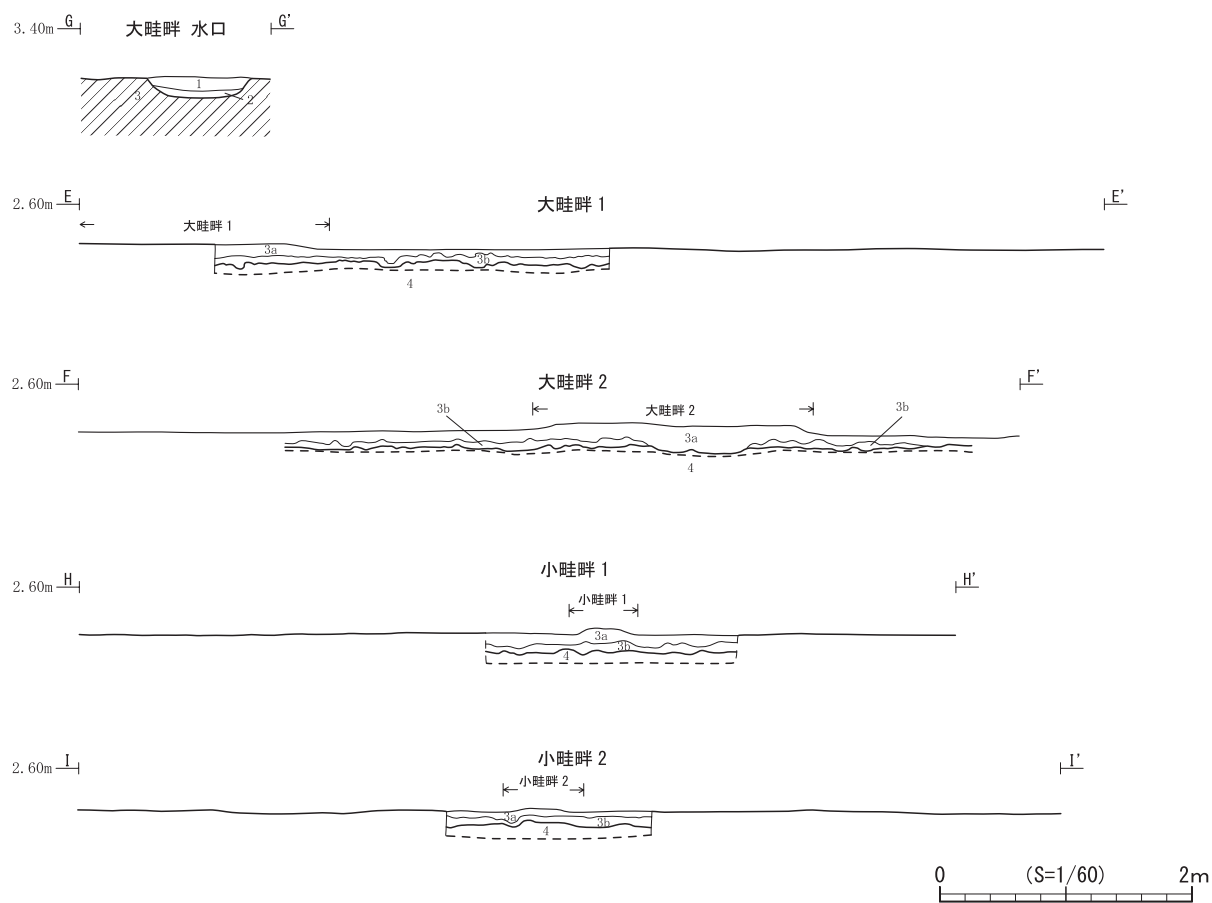 3.40m G 大畦畔 水口 G'
1
3 2
2.60m E 大畦畔 1 E'
大畦畔 1
3a
3b
4
2.60m F 大畦畔 2 F'
3b 大畦畔 2 3b
3a
4
2.60m H 小畦畔 1 H'
小畦畔 1
3a
3b
4
2.60m I 小畦畔 2 I'
小畦畔 2
3a 3b
4
0 (S=1/60) 2m